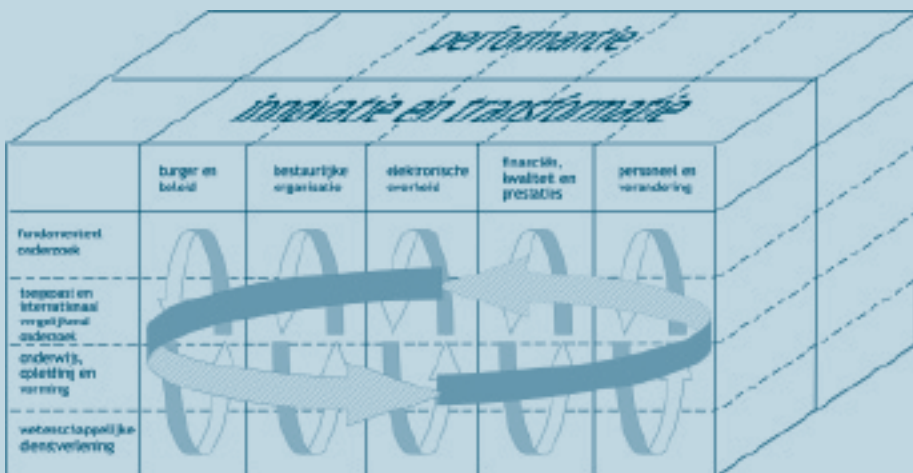 performantie
innovatie en transformatie
burger en
beleid
bestuurlijke
organisatie
elektronische
overheid
financiën,
kwaliteit en
prestaties
personeel en
verandering
fundamenteel
onderzoek
toegepast en
internationaal
vergelijkend
onderzoek
onderwijs,
opleiding en
vorming
wetenschappelijke
dienstverlening